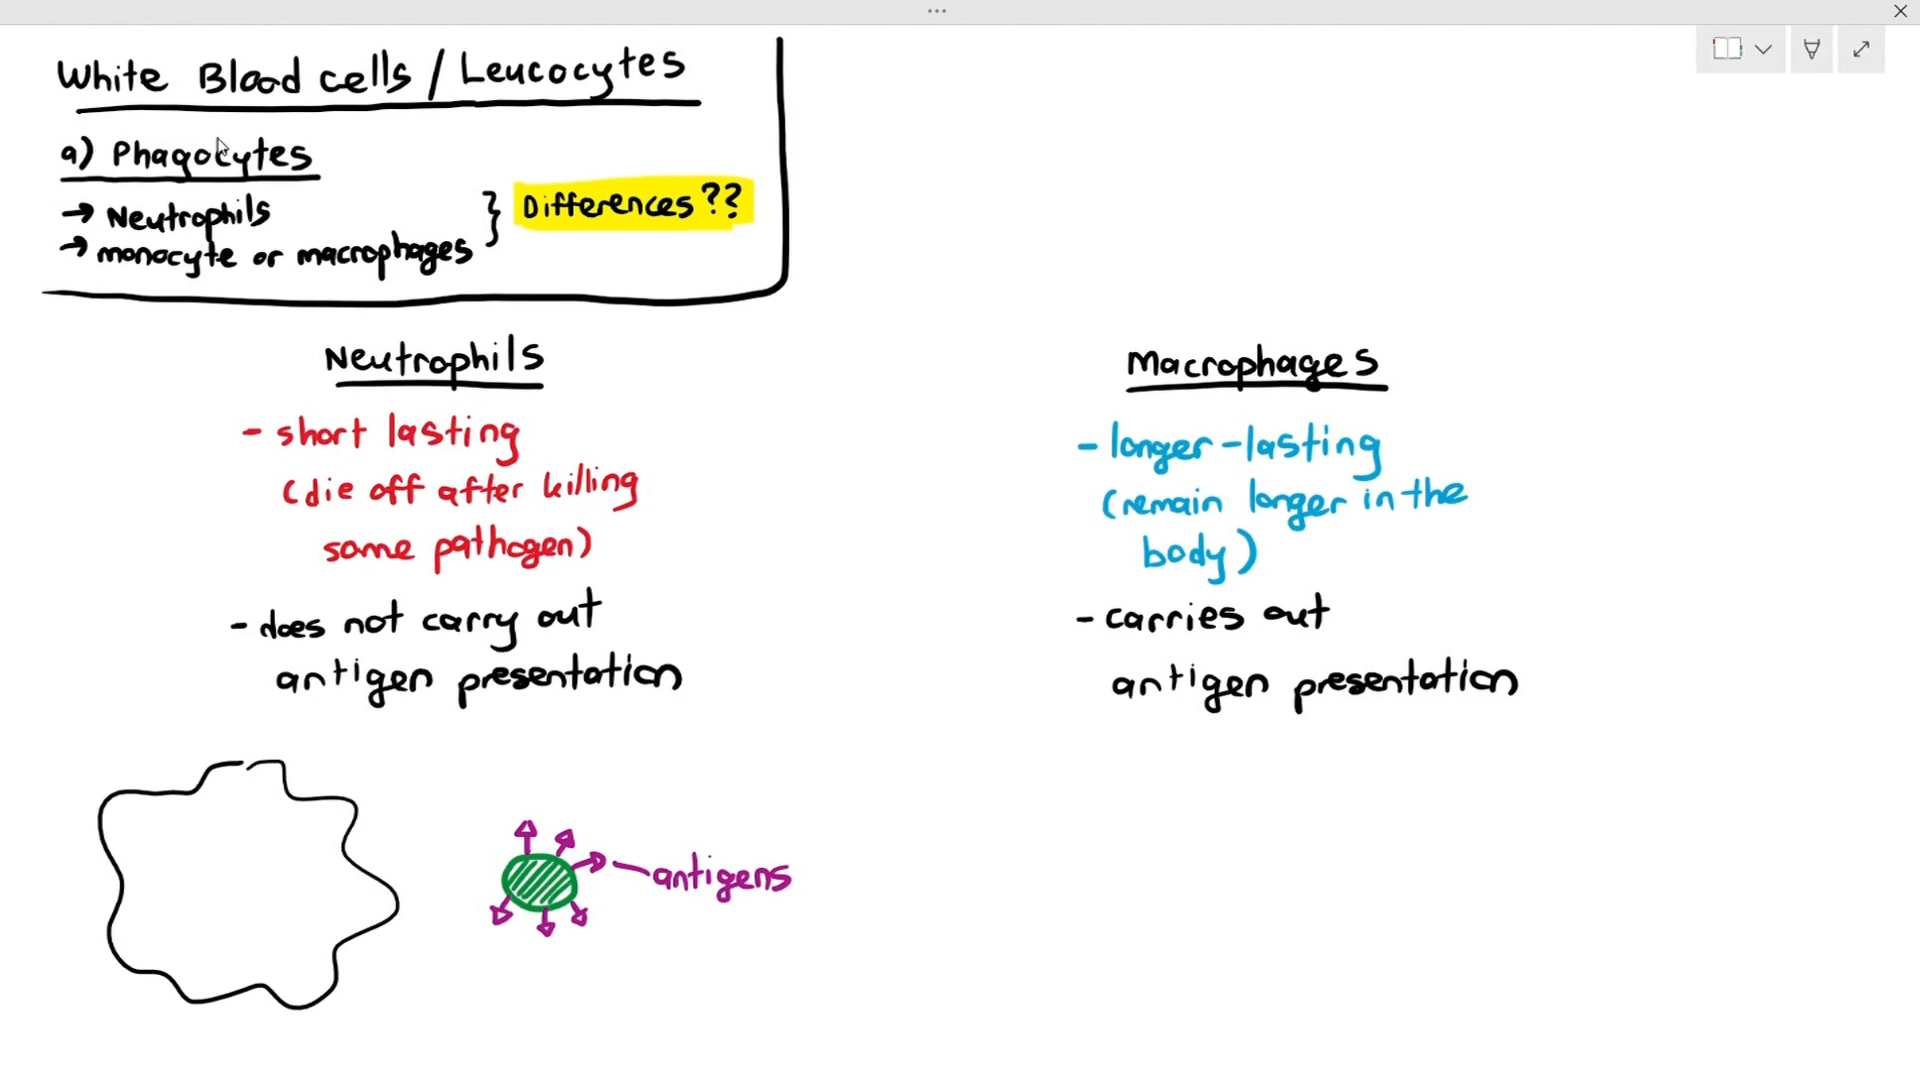 White Blood cells / Leucocytes
a) Phagocytes
→ Neutrophils
→ monocyte or macrophages
} Differences??
Neutrophils
- short lasting
(die off after killing
some pathogen)
- does not carry out
antigen presentation
Macrophages
- longer-lasting
(remain longer in the
body)
- carries out
antigen presentation
antigens